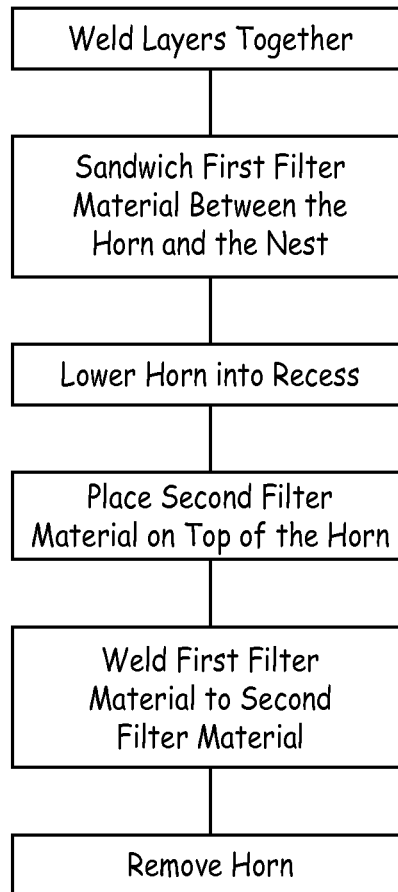 Weld Layers Together
Sandwich First Filter
Material Between the
Horn and the Nest
Lower Horn into Recess
Place Second Filter
Material on Top of the Horn
Weld First Filter
Material to Second
Filter Material
Remove Horn